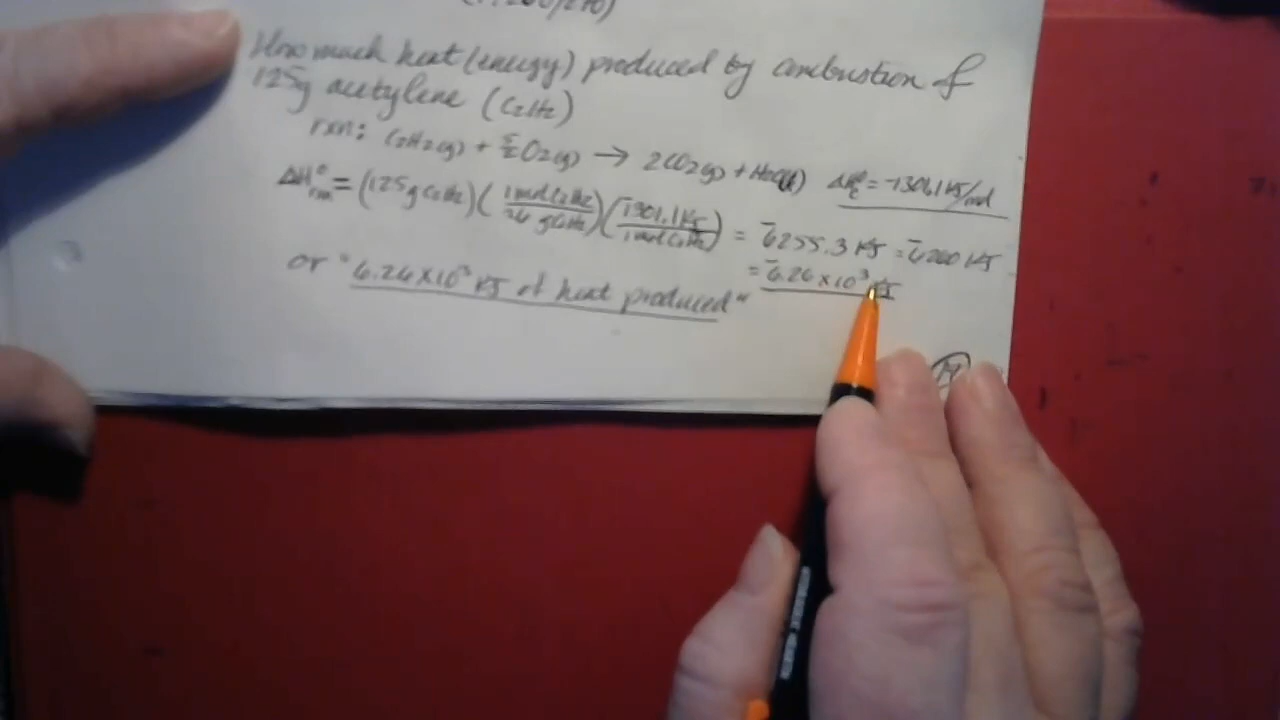 How much heat (energy) produced by combustion of
125g acetylene (C2H2)
rxn: C2H2(g) + 5/2 O2(g) → 2CO2(g) + H2O(l) ΔH°c = -1301.1 kJ/mol
ΔH°rxn = (125 g C2H2)(1 mol C2H2/26 g C2H2)(-1301.1 kJ/1 mol C2H2) = -6255.3 kJ = -6260 kJ
= -6.26 x 10³ kJ
or "6.26 x 10³ kJ of heat produced"